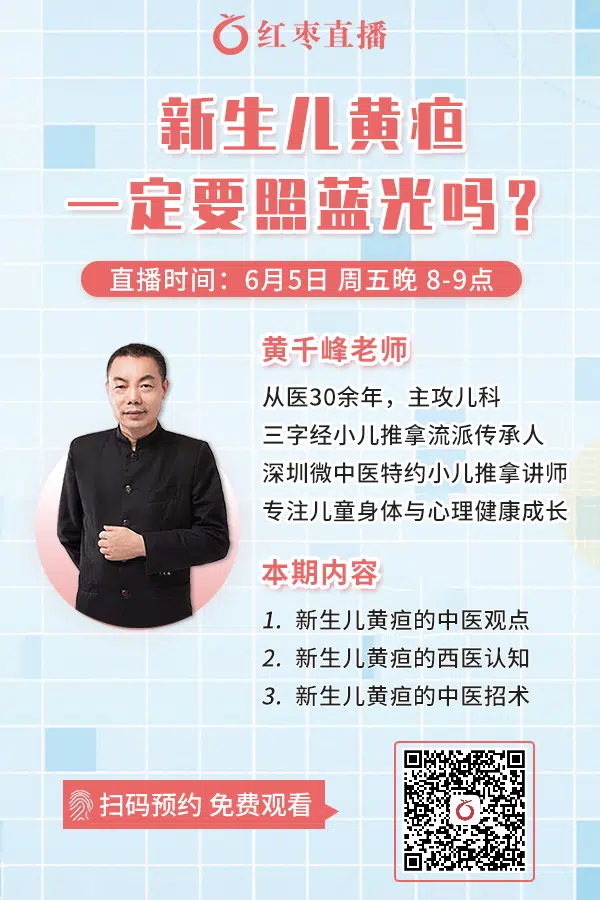 红枣直播
新生儿黄疸
一定要照蓝光吗？
直播时间：6月5日 周五晚 8-9点
黄千峰老师
从医30余年，主攻儿科
三字经小儿推拿流派传承人
深圳微中医特约小儿推拿讲师
专注儿童身体与心理健康成长
本期内容
1. 新生儿黄疸的中医观点
2. 新生儿黄疸的西医认知
3. 新生儿黄疸的中医招术
扫码预约 免费观看